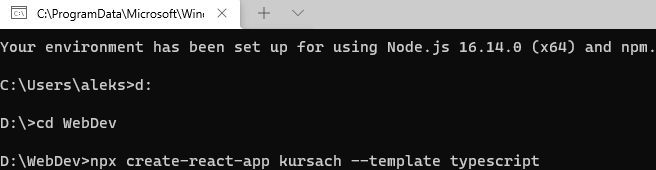 C:\ProgramData\Microsoft\Win
Your environment has been set up for using Node.js 16.14.0 (x64) and npm.
C:\Users\aleks>d:
D:\>cd WebDev
D:\WebDev>npx create-react-app kursach --template typescript